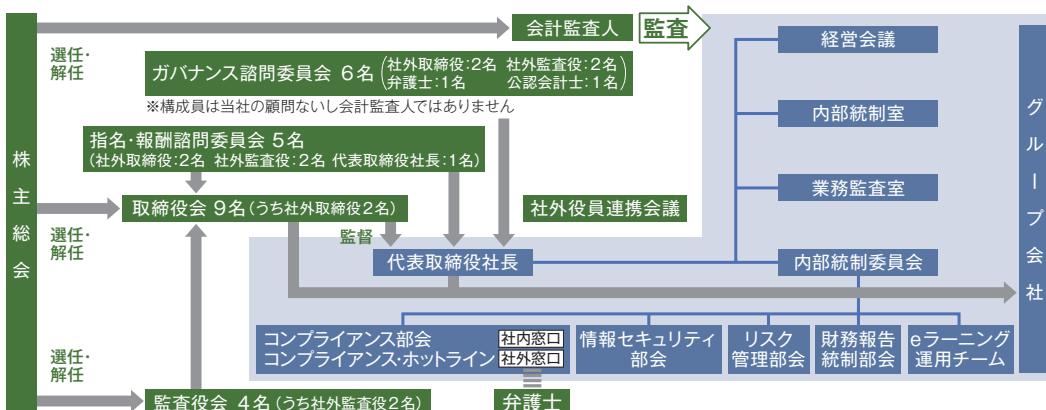 会計監査人
監査
選任・
解任
ガバナンス諮問委員会 6名
社外取締役:2名 社外監査役:2名
弁護士:1名 公認会計士:1名
※構成員は当社の顧問ないし会計監査人ではありません
指名・報酬諮問委員会 5名
(社外取締役:2名 社外監査役:2名 代表取締役社長:1名)
株主総会
取締役会 9名(うち社外取締役2名)
社外役員連携会議
選任・
解任
監督
代表取締役社長
経営会議
内部統制室
業務監査室
内部統制委員会
グループ会社
コンプライアンス部会
コンプライアンス・ホットライン
社内窓口
社外窓口
情報セキュリティ
部会
リスク
管理部会
財務報告
統制部会
eラーニング
運用チーム
選任・
解任
監査役会 4名(うち社外監査役2名)
弁護士